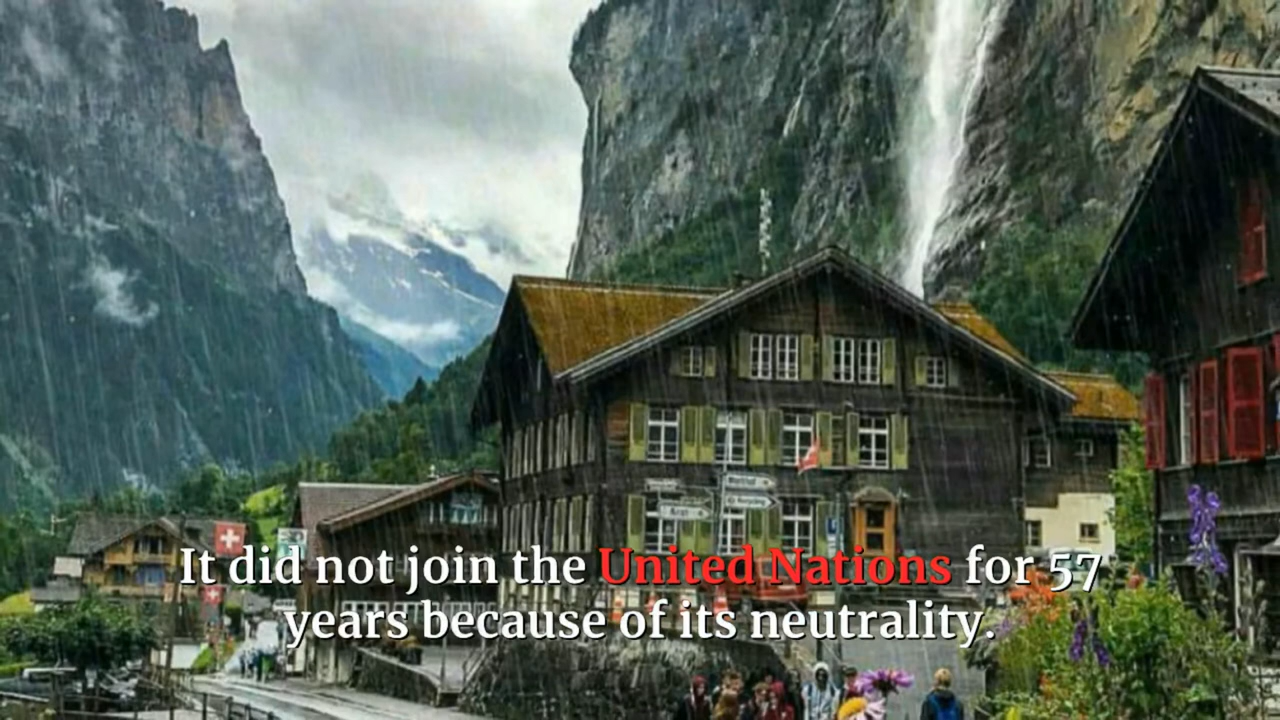 It did not join the United Nations for 57
years because of its neutrality.